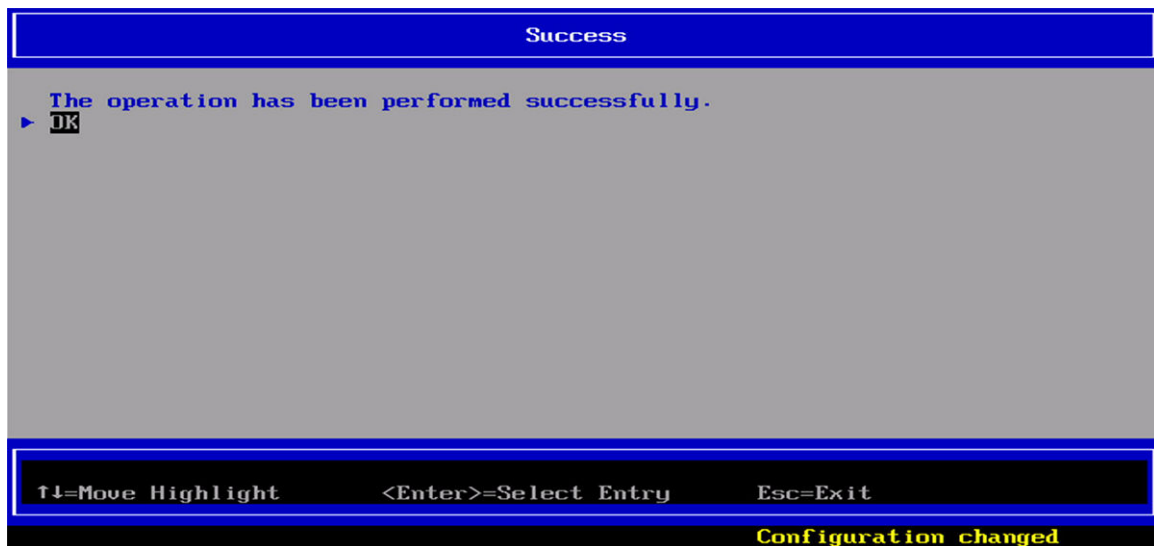 Success
The operation has been performed successfully.
► OK
↑↓=Move Highlight <Enter>=Select Entry Esc=Exit
Configuration changed